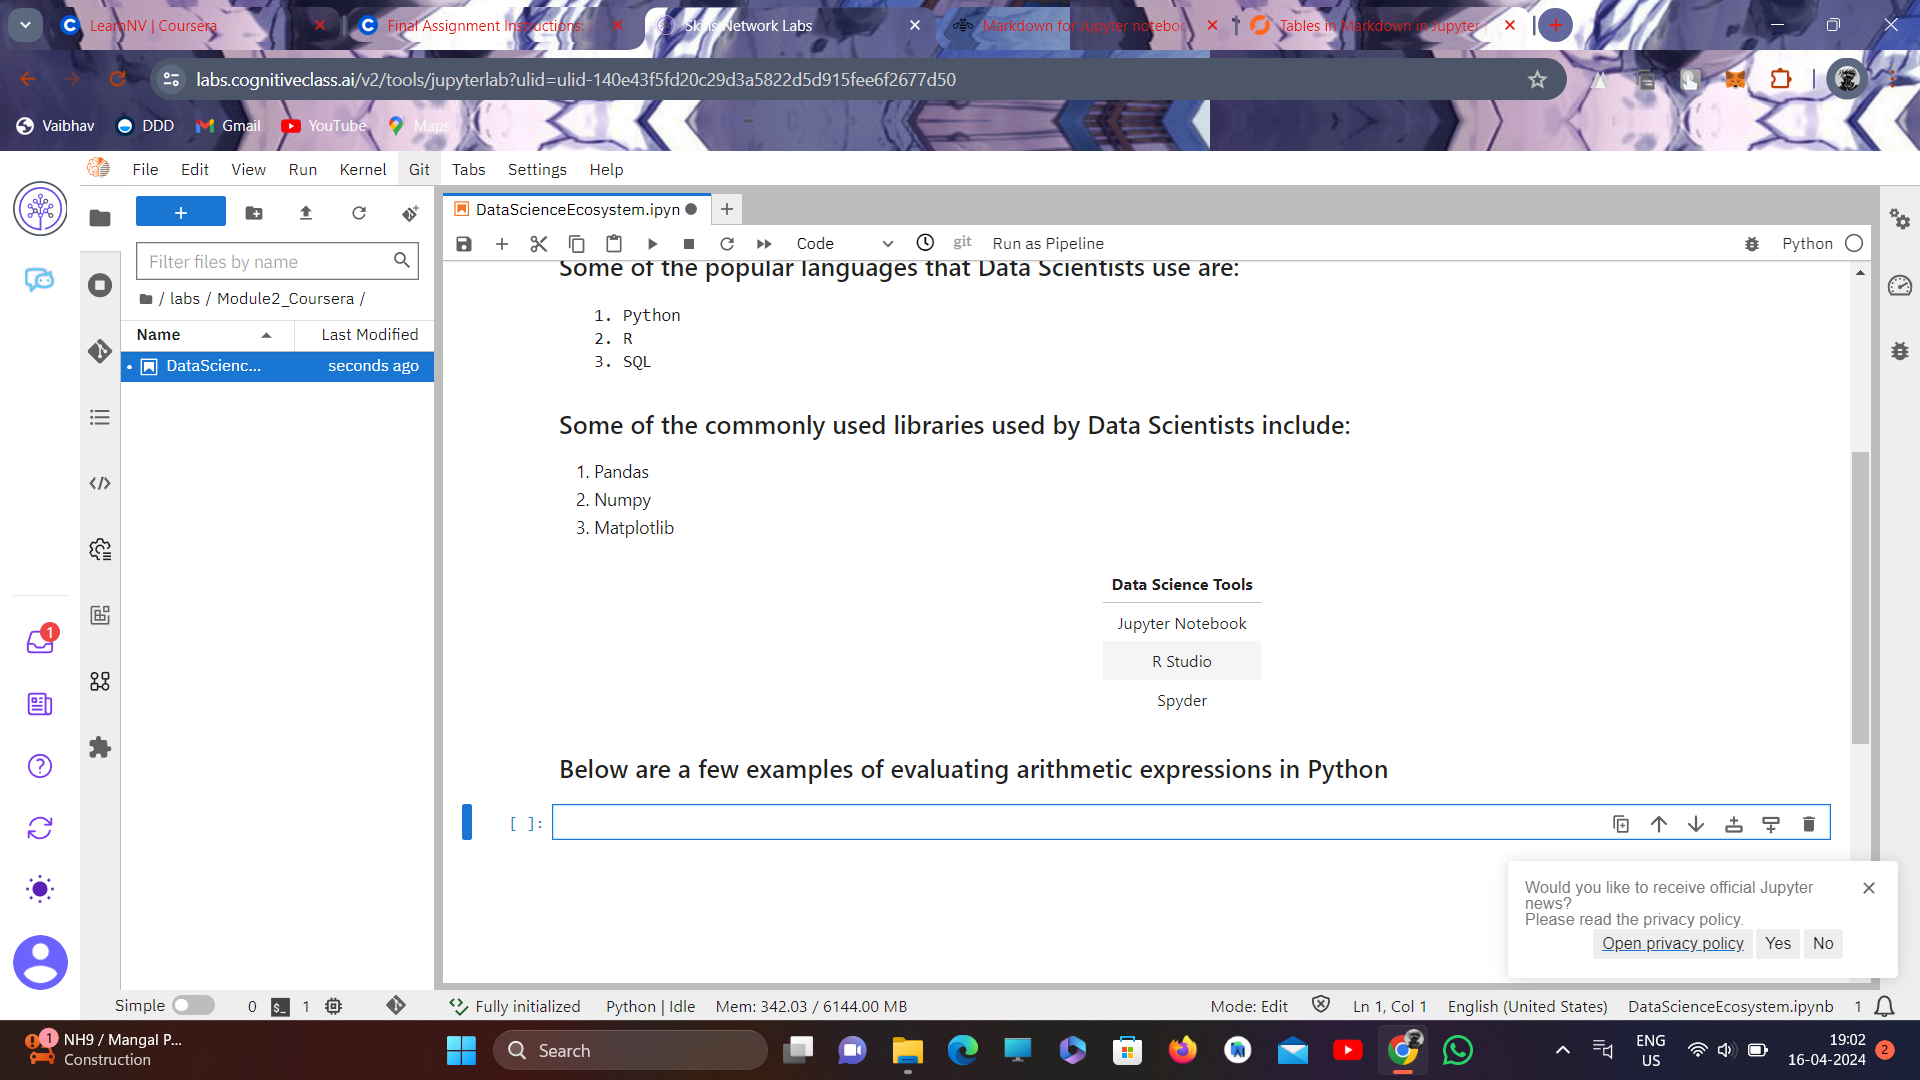 LearnNV | Coursera
Final Assignment Instructions:
Skills Network Labs
Markdown for Jupyter noteboo
Tables in Markdown in Jupyter
labs.cognitiveclass.ai/v2/tools/jupyterlab?ulid=ulid-140e43f5fd20c29d3a5822d5d915fee6f2677d50
Vaibhav DDD Gmail YouTube Maps
File Edit View Run Kernel Git Tabs Settings Help
+
DataScienceEcosystem.ipyn
Code
git Run as Pipeline
Python
Filter files by name
/ labs / Module2_Coursera /
Name Last Modified
DataScienc... seconds ago
Some of the popular languages that Data Scientists use are:
1. Python
2. R
3. SQL
Some of the commonly used libraries used by Data Scientists include:
1. Pandas
2. Numpy
3. Matplotlib
Data Science Tools
Jupyter Notebook
R Studio
Spyder
Below are a few examples of evaluating arithmetic expressions in Python
[ ]:
1
Would you like to receive official Jupyter
news?
Please read the privacy policy.
Open privacy policy Yes No
Simple 0 $_ 1 Fully initialized Python | Idle Mem: 342.03 / 6144.00 MB Mode: Edit Ln 1, Col 1 English (United States) DataScienceEcosystem.ipynb 1
1
NH9 / Mangal P...
Construction
Search
ENG
US
19:02
16-04-2024
2